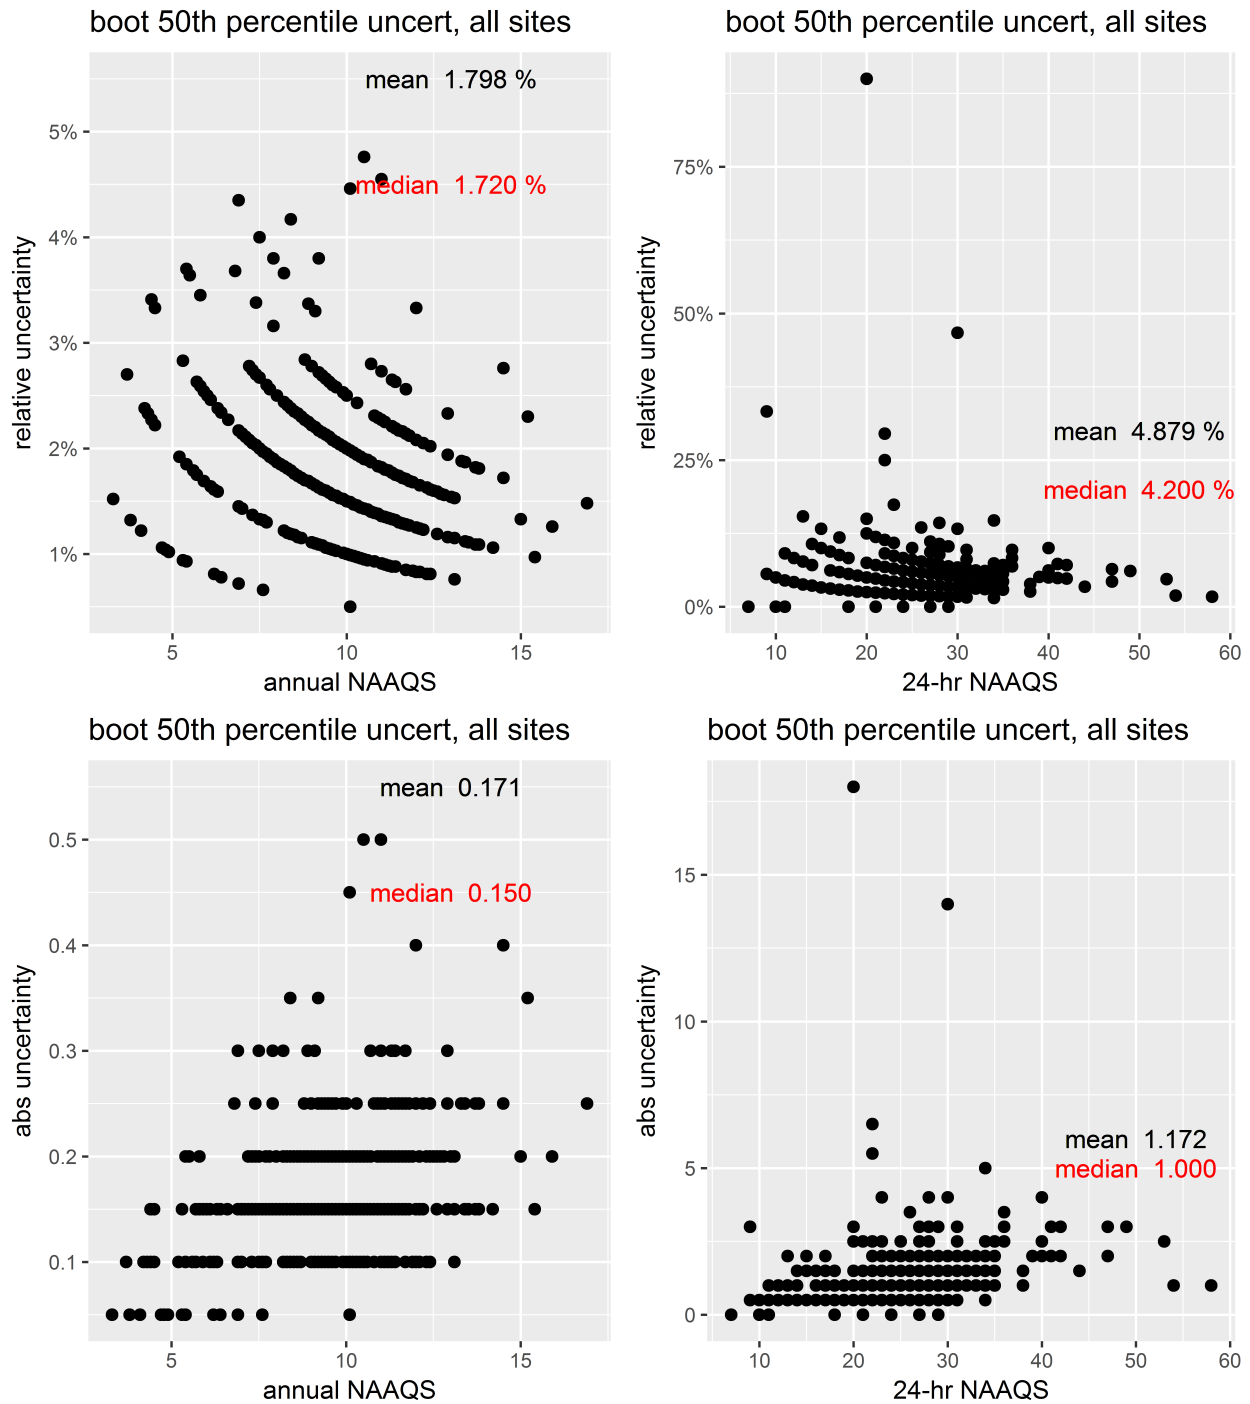 boot 50th percentile uncert, all sites
mean 1.798 %
median 1.720 %
5%
4%
3%
2%
1%
relative uncertainty
5
10
15
annual NAAQS
boot 50th percentile uncert, all sites
75%
50%
25%
0%
relative uncertainty
mean 4.879 %
median 4.200 %
10
20
30
40
50
60
24-hr NAAQS
boot 50th percentile uncert, all sites
mean 0.171
median 0.150
0.5
0.4
0.3
0.2
0.1
abs uncertainty
5
10
15
annual NAAQS
boot 50th percentile uncert, all sites
15
10
5
0
abs uncertainty
mean 1.172
median 1.000
10
20
30
40
50
60
24-hr NAAQS